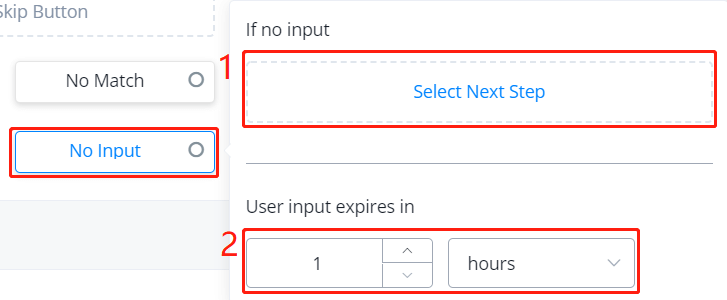 Skip Button
No Match
No Input
1
If no input
Select Next Step
User input expires in
2
1
hours